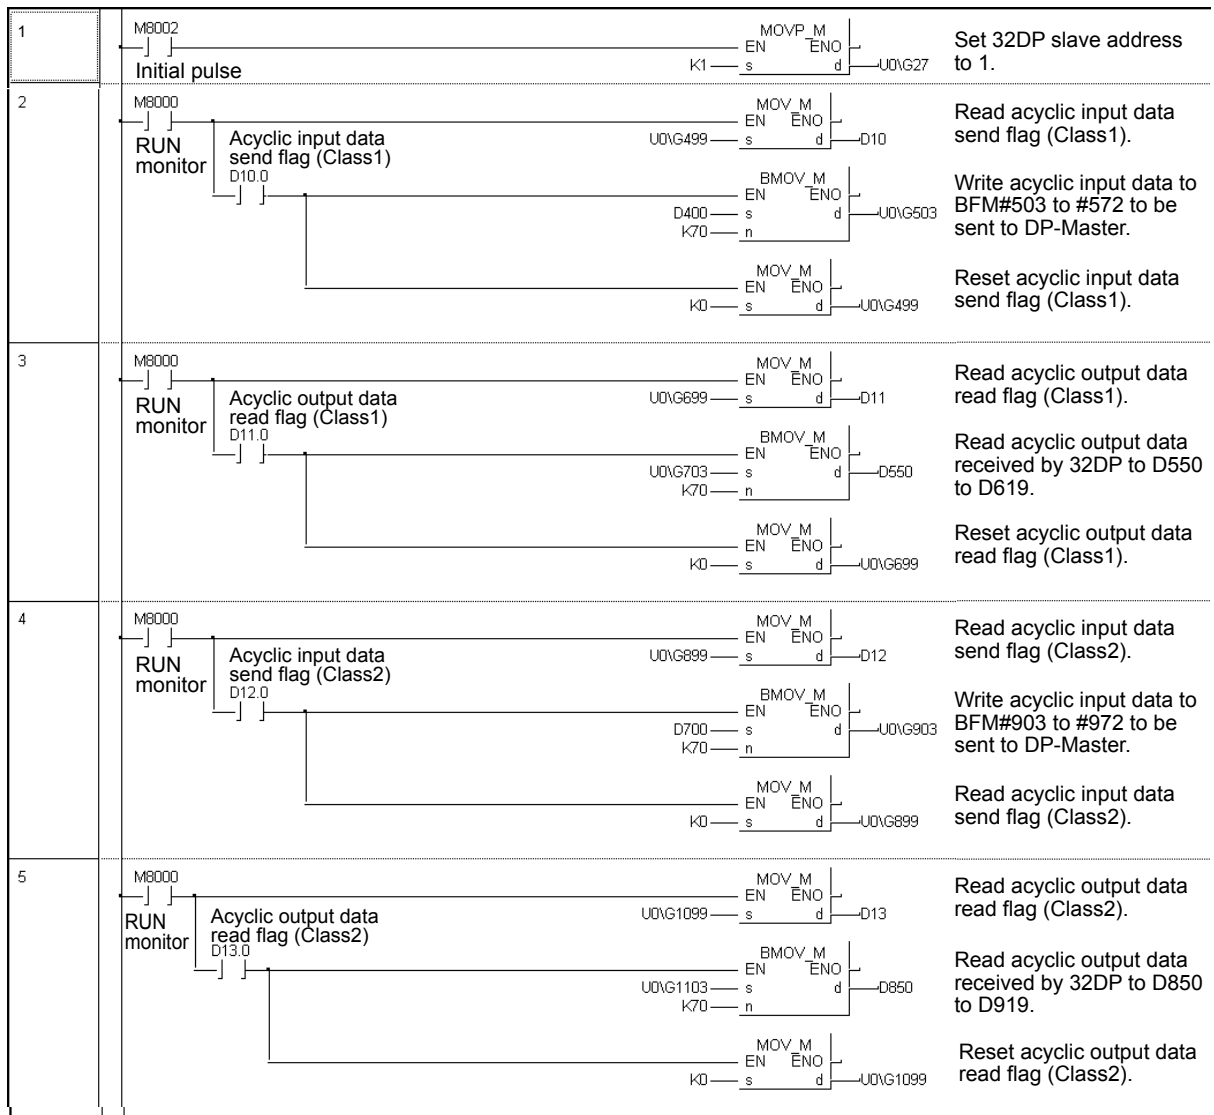 1
M8002
Initial pulse
MOVP_M
EN ENO
K1 s d U0\G27
Set 32DP slave address
to 1.
2
M8000
RUN
monitor
MOV_M
EN ENO
U0\G499 s d D10
Read acyclic input data
send flag (Class1).
Acyclic input data
send flag (Class1)
D10.0
BMOV_M
EN ENO
D400 s d U0\G503
K70 n
Write acyclic input data to
BFM#503 to #572 to be
sent to DP-Master.
MOV_M
EN ENO
K0 s d U0\G499
Reset acyclic input data
send flag (Class1).
3
M8000
RUN
monitor
MOV_M
EN ENO
U0\G699 s d D11
Read acyclic output data
read flag (Class1).
Acyclic output data
read flag (Class1)
D11.0
BMOV_M
EN ENO
U0\G703 s d D550
K70 n
Read acyclic output data
received by 32DP to D550
to D619.
MOV_M
EN ENO
K0 s d U0\G699
Reset acyclic output data
read flag (Class1).
4
M8000
RUN
monitor
MOV_M
EN ENO
U0\G899 s d D12
Read acyclic input data
send flag (Class2).
Acyclic input data
send flag (Class2)
D12.0
BMOV_M
EN ENO
D700 s d U0\G903
K70 n
Write acyclic input data to
BFM#903 to #972 to be
sent to DP-Master.
MOV_M
EN ENO
K0 s d U0\G899
Read acyclic input data
send flag (Class2).
5
M8000
RUN
monitor
MOV_M
EN ENO
U0\G1099 s d D13
Read acyclic output data
read flag (Class2).
Acyclic output data
read flag (Class2)
D13.0
BMOV_M
EN ENO
U0\G1103 s d D850
K70 n
Read acyclic output data
received by 32DP to D850
to D919.
MOV_M
EN ENO
K0 s d U0\G1099
Reset acyclic output data
read flag (Class2).